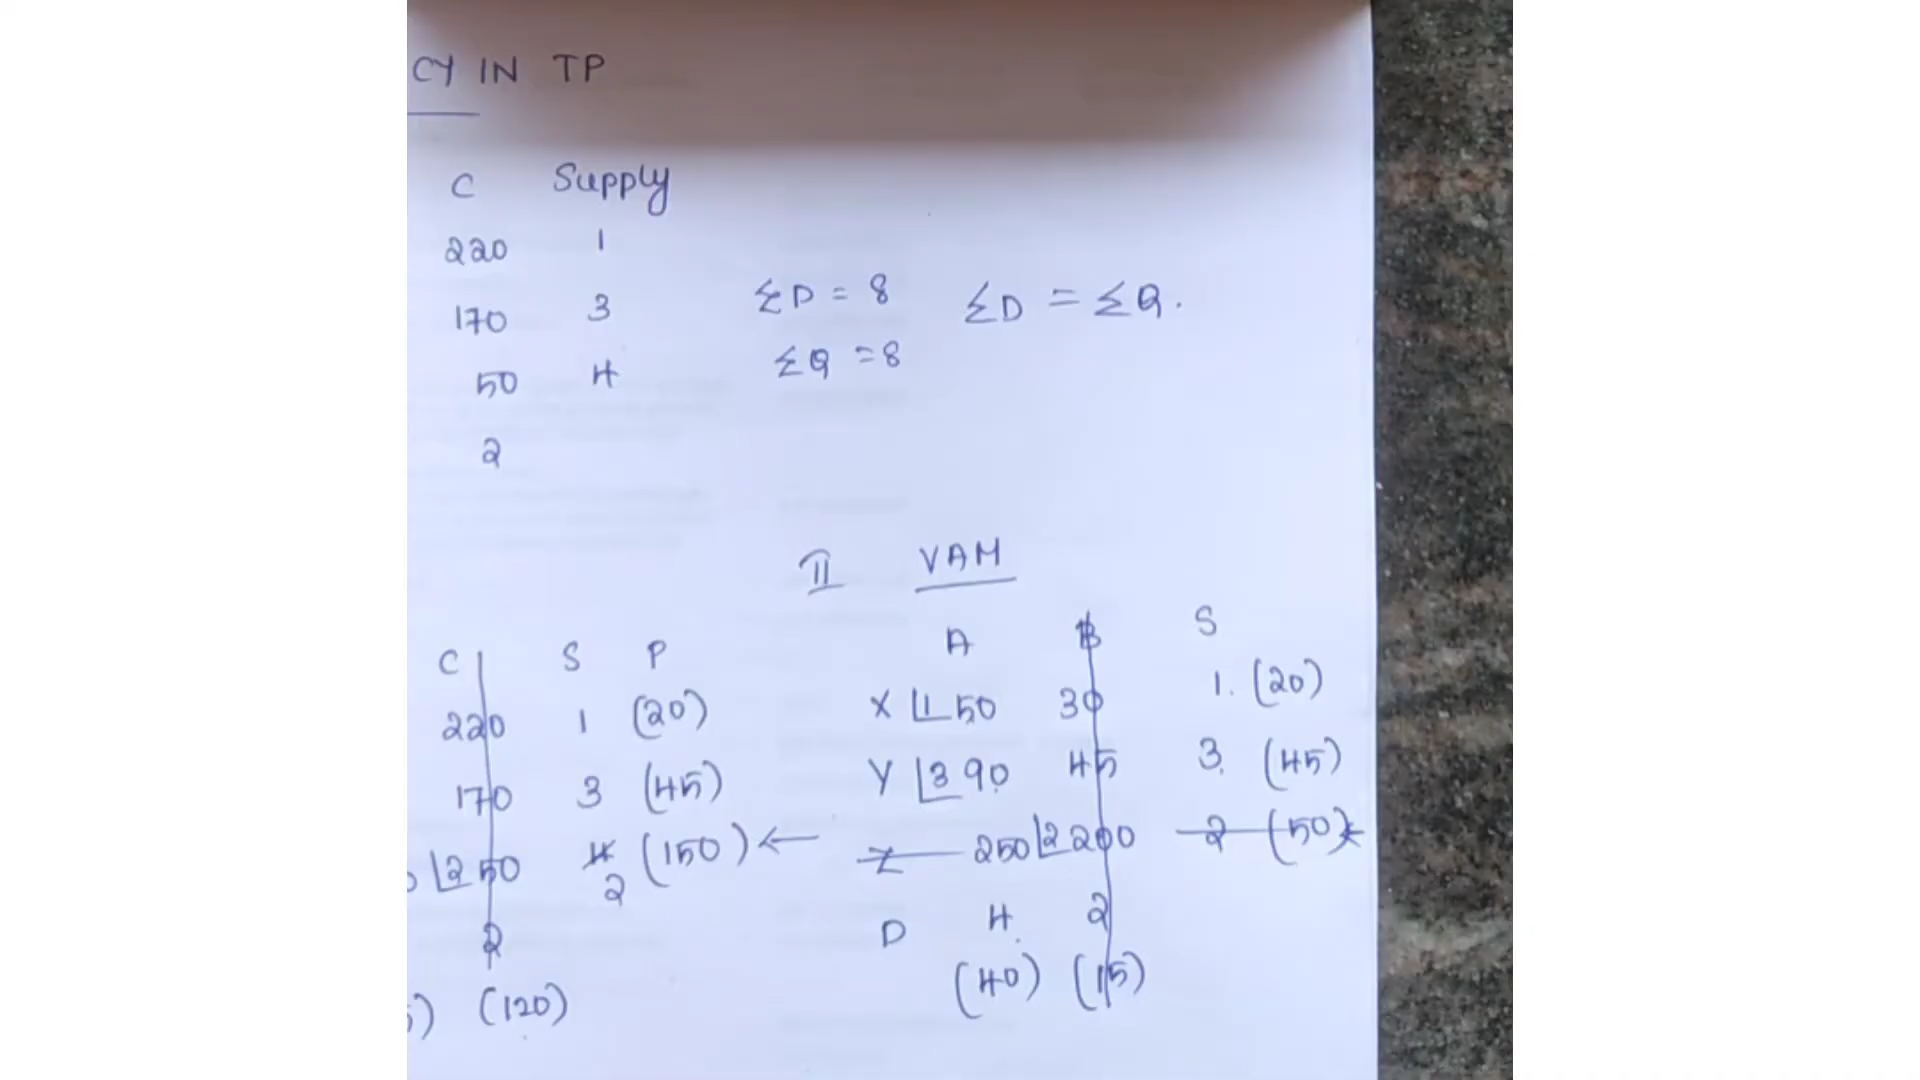 CY IN TP
C Supply
220 1
170 3 ΣD = 8 ΣD = ΣQ.
50 4 ΣQ = 8
2
II VAM
C S P A B S
220 1 (20) X 1 50 30 1. (20)
170 3 (45) Y 3 90 45 3. (45)
2 50 4 (150) ← Z 250 2 200 2 (50)
2
2 D 4 2
(120) (40) (15)